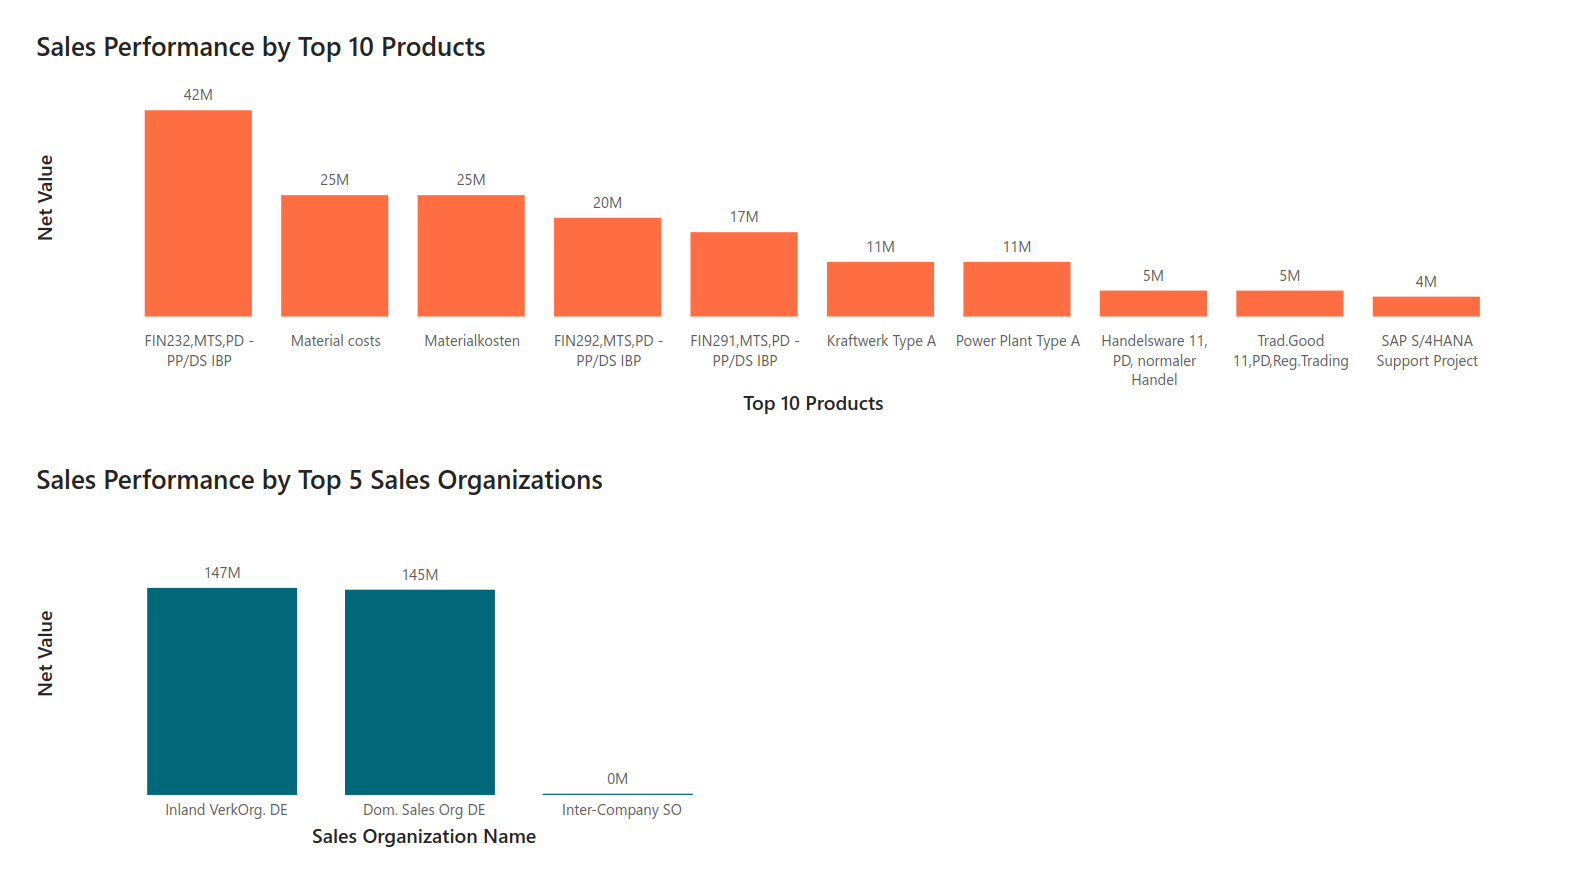 Sales Performance by Top 10 Products
Net Value
42M
25M
25M
20M
17M
11M
11M
5M
5M
4M
FIN232,MTS,PD -
PP/DS IBP
Material costs
Materialkosten
FIN292,MTS,PD -
PP/DS IBP
FIN291,MTS,PD -
PP/DS IBP
Kraftwerk Type A
Power Plant Type A
Handelsware 11,
PD, normaler
Handel
Trad.Good
11,PD,Reg.Trading
SAP S/4HANA
Support Project
Top 10 Products
Sales Performance by Top 5 Sales Organizations
Net Value
147M
145M
0M
Inland VerkOrg. DE
Dom. Sales Org DE
Inter-Company SO
Sales Organization Name